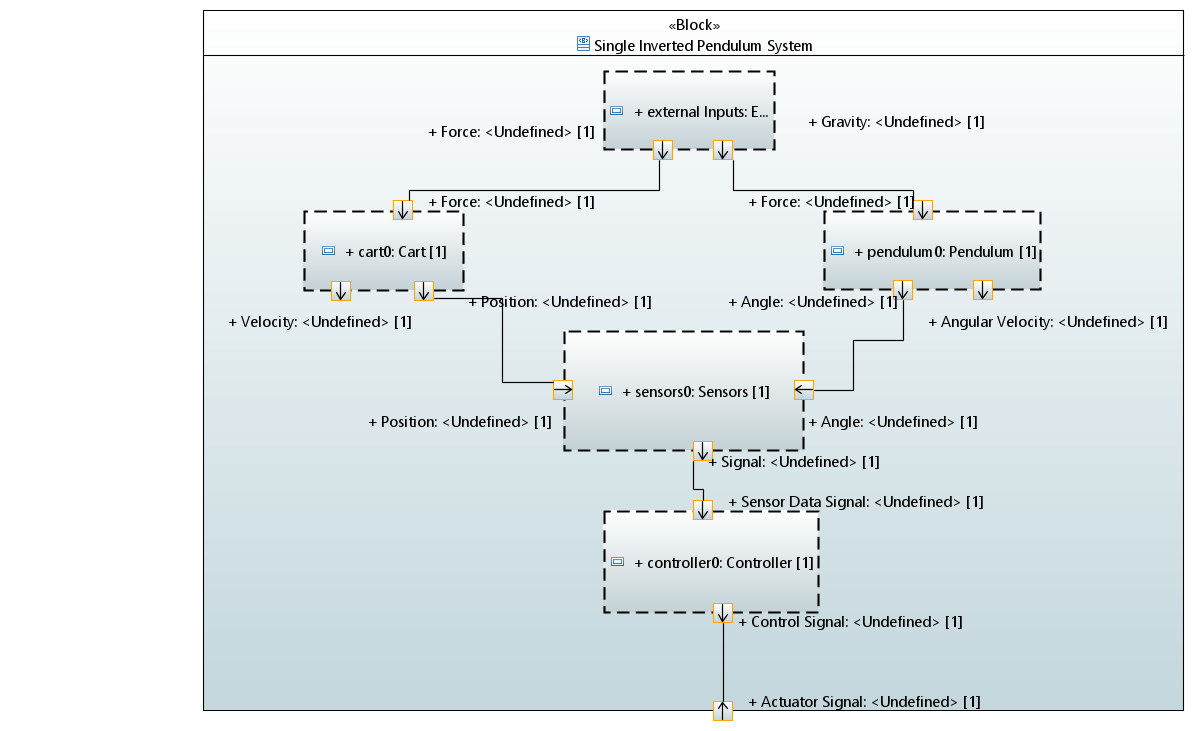 «Block»
Single Inverted Pendulum System
+ external Inputs: E...
+ Gravity: <Undefined> [1]
+ Force: <Undefined> [1]
+ Force: <Undefined> [1]
+ Force: <Undefined> [1]
+ cart0: Cart [1]
+ pendulum0: Pendulum [1]
+ Position: <Undefined> [1]
+ Angle: <Undefined> [1]
+ Velocity: <Undefined> [1]
+ Angular Velocity: <Undefined> [1]
+ sensors0: Sensors [1]
+ Position: <Undefined> [1]
+ Angle: <Undefined> [1]
+ Signal: <Undefined> [1]
+ Sensor Data Signal: <Undefined> [1]
+ controller0: Controller [1]
+ Control Signal: <Undefined> [1]
+ Actuator Signal: <Undefined> [1]